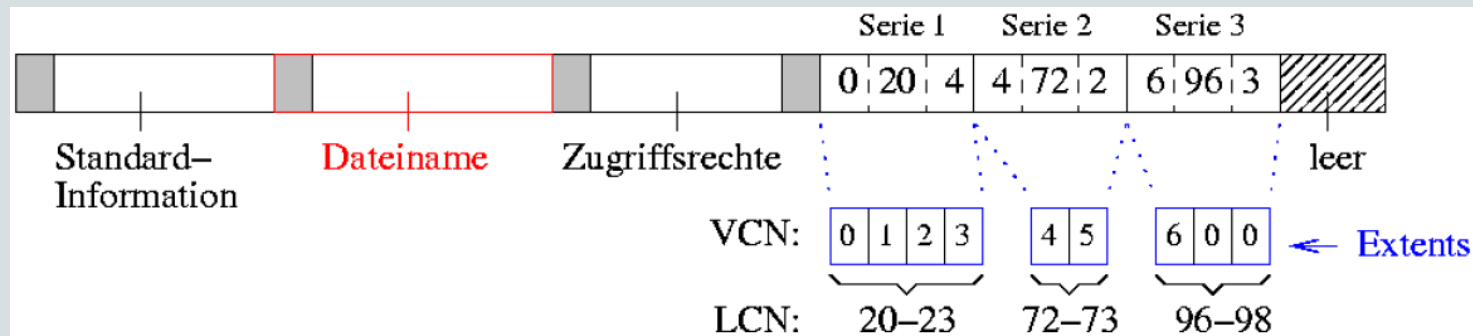 Serie 1 Serie 2 Serie 3
0 20 4 4 72 2 6 96 3
Standard–
Information
Dateiname
Zugriffsrechte
leer
VCN: 0 1 2 3 4 5 6 0 0
Extents
LCN: 20–23 72–73 96–98